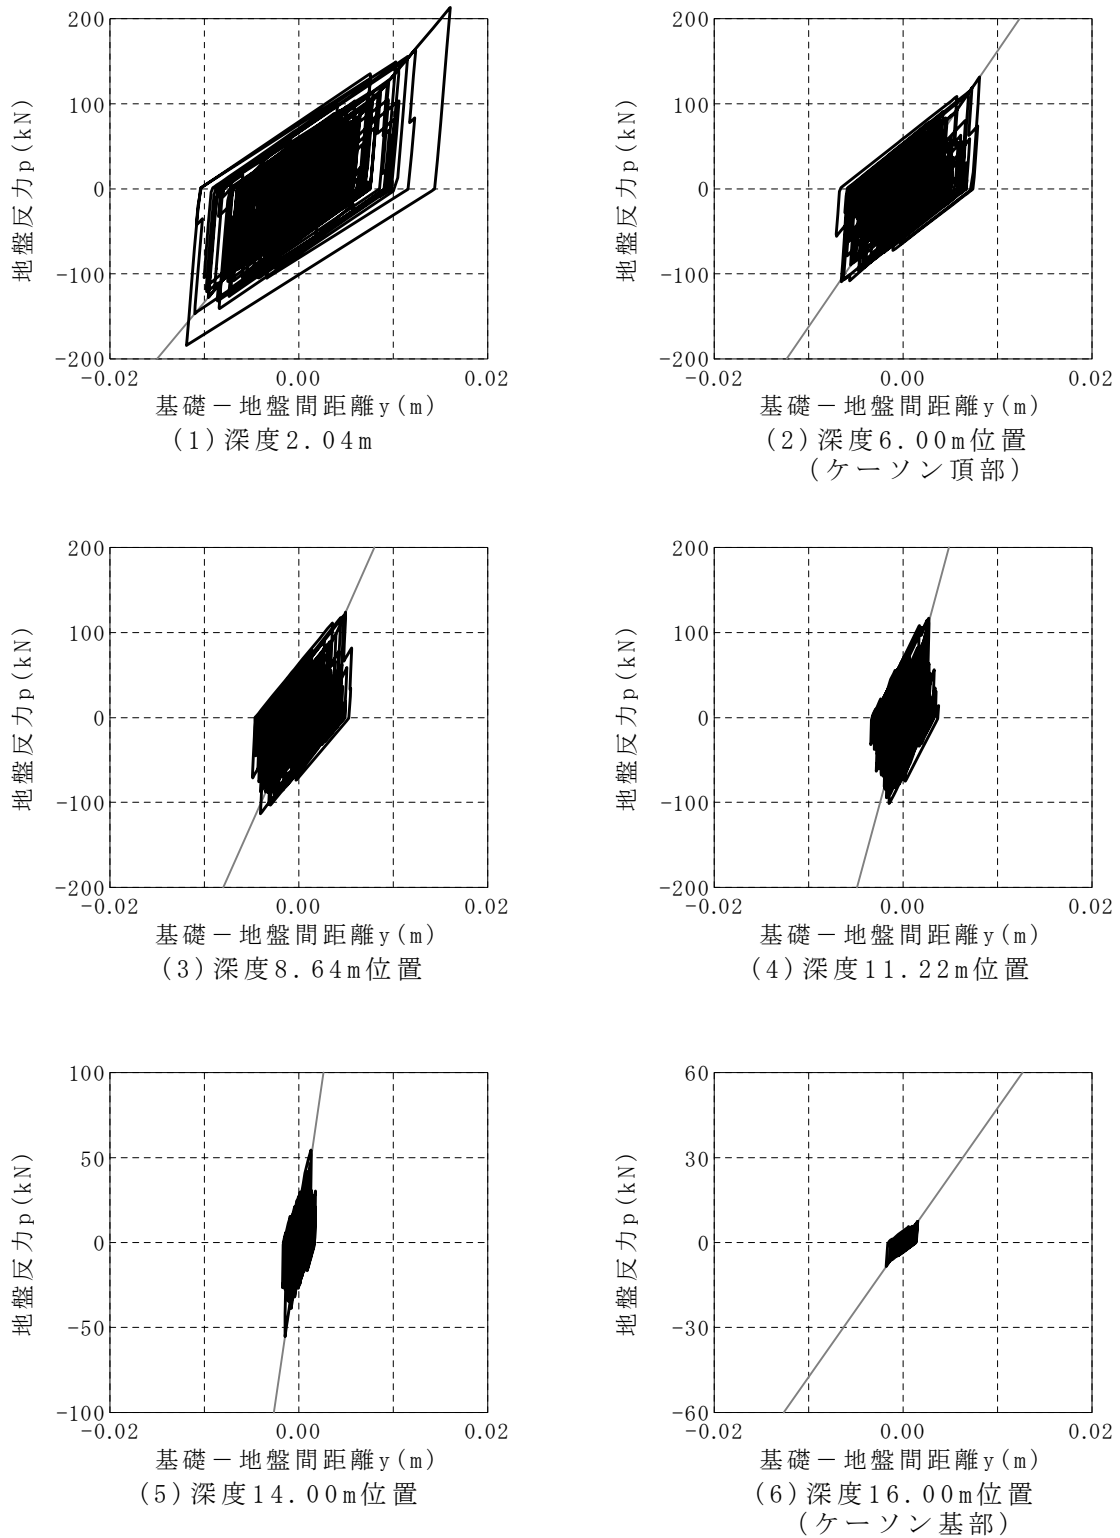 200
100
0
-100
-200
-0.02 0.00 0.02
地盤反力p(kN)
基礎－地盤間距離y(m)
(1)深度2.04m
200
100
0
-100
-200
-0.02 0.00 0.02
地盤反力p(kN)
基礎－地盤間距離y(m)
(2)深度6.00m位置
(ケーソン頂部)
200
100
0
-100
-200
-0.02 0.00 0.02
地盤反力p(kN)
基礎－地盤間距離y(m)
(3)深度8.64m位置
200
100
0
-100
-200
-0.02 0.00 0.02
地盤反力p(kN)
基礎－地盤間距離y(m)
(4)深度11.22m位置
100
50
0
-50
-100
-0.02 0.00 0.02
地盤反力p(kN)
基礎－地盤間距離y(m)
(5)深度14.00m位置
60
30
0
-30
-60
-0.02 0.00 0.02
地盤反力p(kN)
基礎－地盤間距離y(m)
(6)深度16.00m位置
(ケーソン基部)